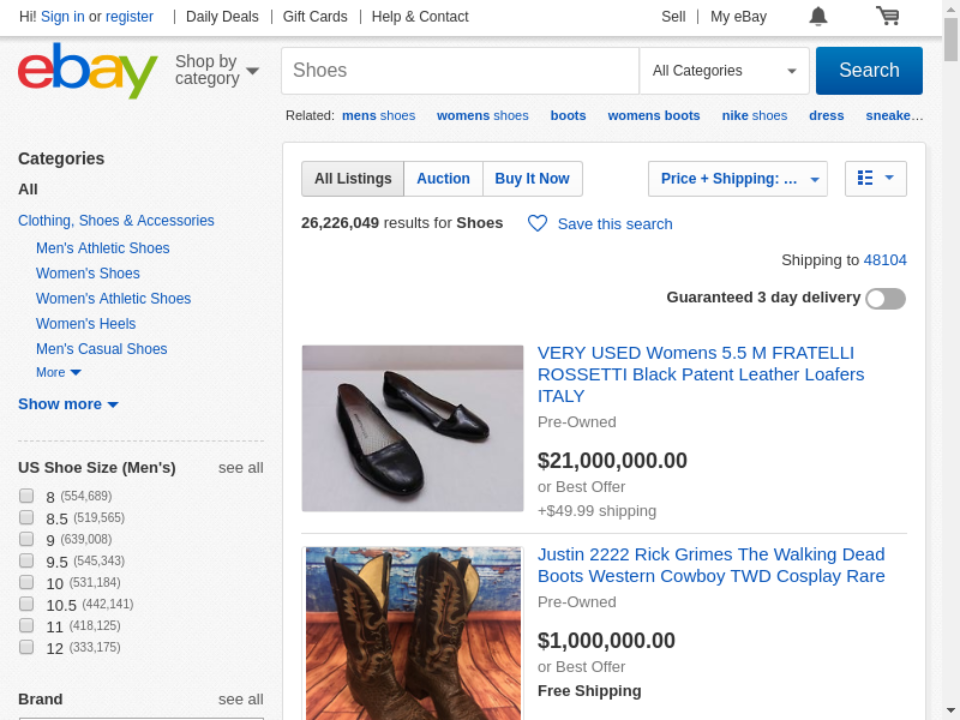 Hi! Sign in or register | Daily Deals | Gift Cards | Help & Contact Sell | My eBay
ebay
Shop by
category
Shoes All Categories Search
Related: mens shoes womens shoes boots womens boots nike shoes dress sneake...
Categories
All
Clothing, Shoes & Accessories
Men's Athletic Shoes
Women's Shoes
Women's Athletic Shoes
Women's Heels
Men's Casual Shoes
More
Show more
US Shoe Size (Men's) see all
8 (554,689)
8.5 (519,565)
9 (639,008)
9.5 (545,343)
10 (531,184)
10.5 (442,141)
11 (418,125)
12 (333,175)
Brand see all
All Listings Auction Buy It Now Price + Shipping: ...
26,226,049 results for Shoes Save this search
Shipping to 48104
Guaranteed 3 day delivery
VERY USED Womens 5.5 M FRATELLI
ROSSETTI Black Patent Leather Loafers
ITALY
Pre-Owned
$21,000,000.00
or Best Offer
+$49.99 shipping
Justin 2222 Rick Grimes The Walking Dead
Boots Western Cowboy TWD Cosplay Rare
Pre-Owned
$1,000,000.00
or Best Offer
Free Shipping